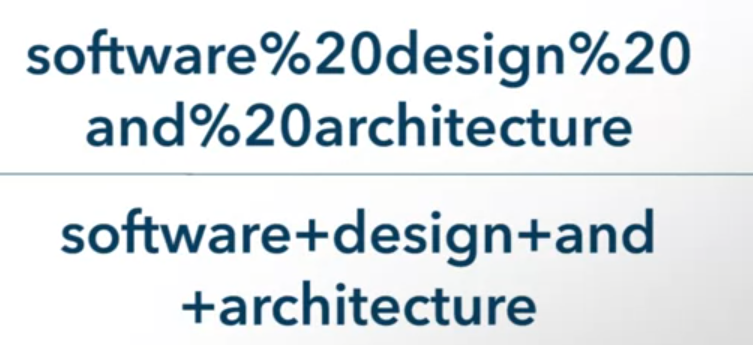 software%20design%20
and%20architecture
software+design+and
+architecture